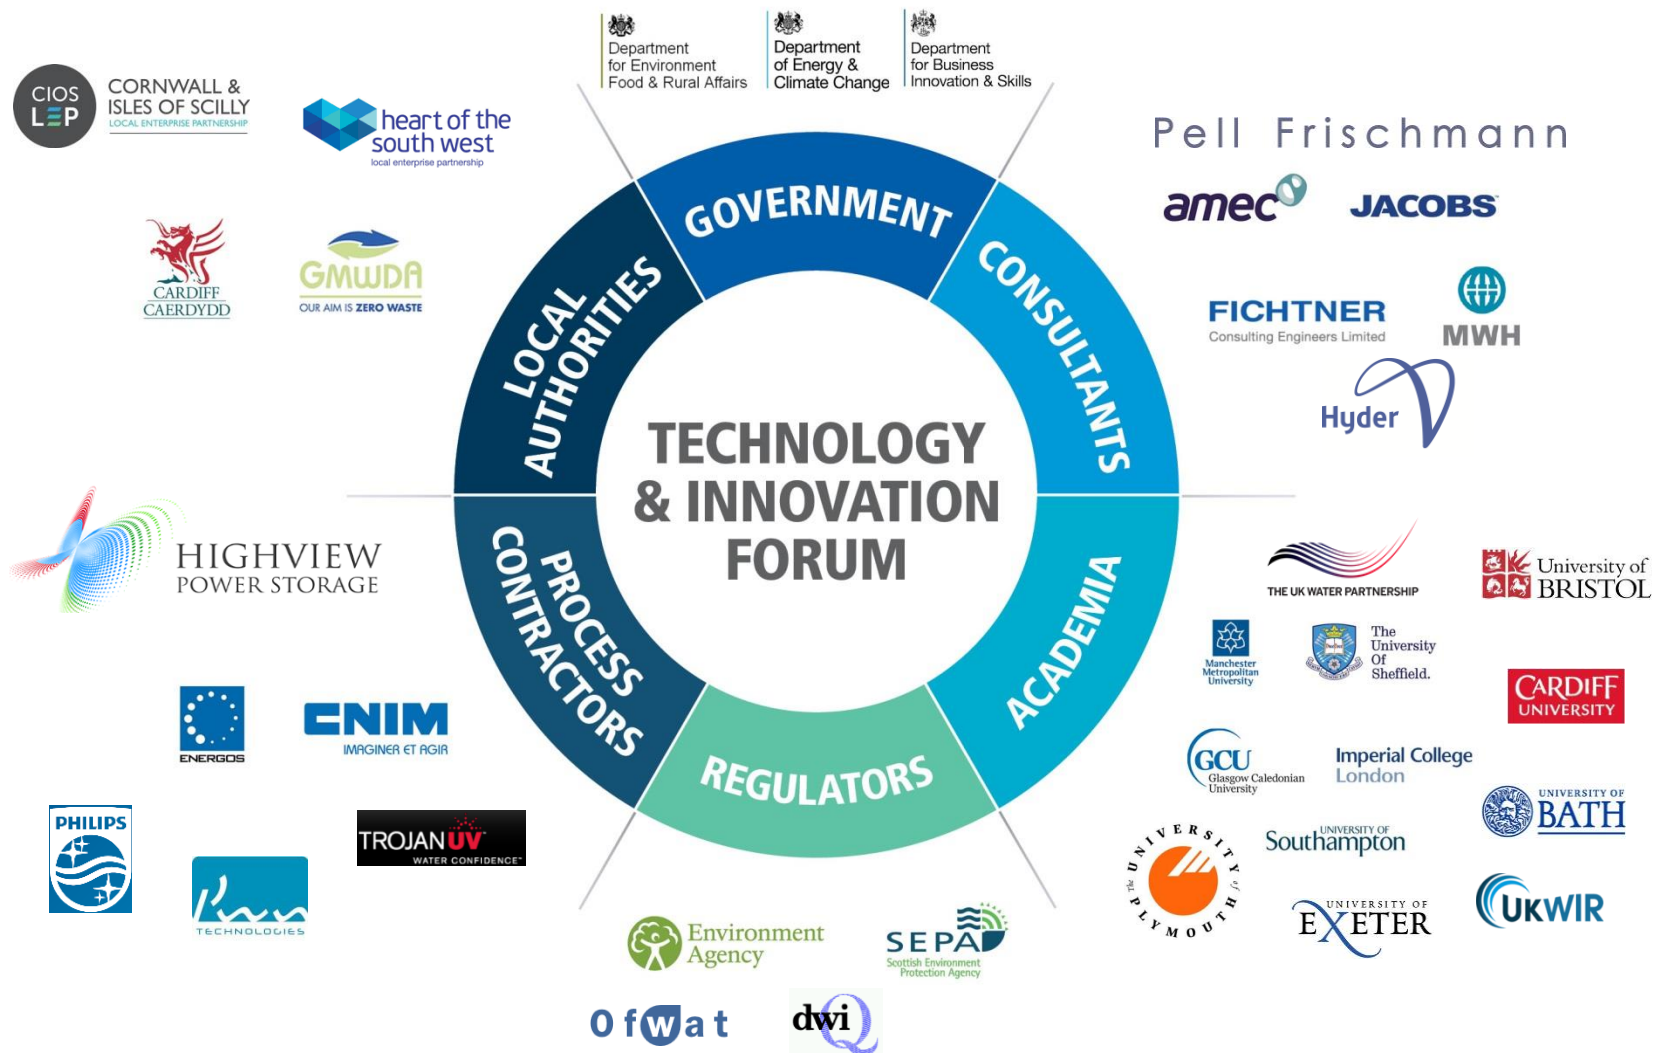 Department
for Environment
Food & Rural Affairs
Department
of Energy &
Climate Change
Department
for Business
Innovation & Skills
CIOS
LEP
CORNWALL &
ISLES OF SCILLY
LOCAL ENTERPRISE PARTNERSHIP
heart of the
south west
local enterprise partnership
CARDIFF
CAERDYDD
GMWDA
OUR AIM IS ZERO WASTE
Pell Frischmann
amec
JACOBS
FICHTNER
Consulting Engineers Limited
MWH
Hyder
GOVERNMENT
CONSULTANTS
ACADEMIA
REGULATORS
PROCESS
CONTRACTORS
LOCAL
AUTHORITIES
TECHNOLOGY
& INNOVATION
FORUM
HIGHVIEW
POWER STORAGE
ENERGOS
CNIM
IMAGINER ET AGIR
PHILIPS
TROJAN UV
WATER CONFIDENCE™
TECHNOLOGIES
THE UK WATER PARTNERSHIP
University of
BRISTOL
Manchester
Metropolitan
University
The
University
Of
Sheffield.
CARDIFF
UNIVERSITY
GCU
Glasgow Caledonian
University
Imperial College
London
UNIVERSITY OF
BATH
The UNIVERSITY of PLYMOUTH
UNIVERSITY OF
Southampton
UNIVERSITY OF
EXETER
UKWIR
Environment
Agency
SEPA
Scottish Environment
Protection Agency
Ofwat
dwi